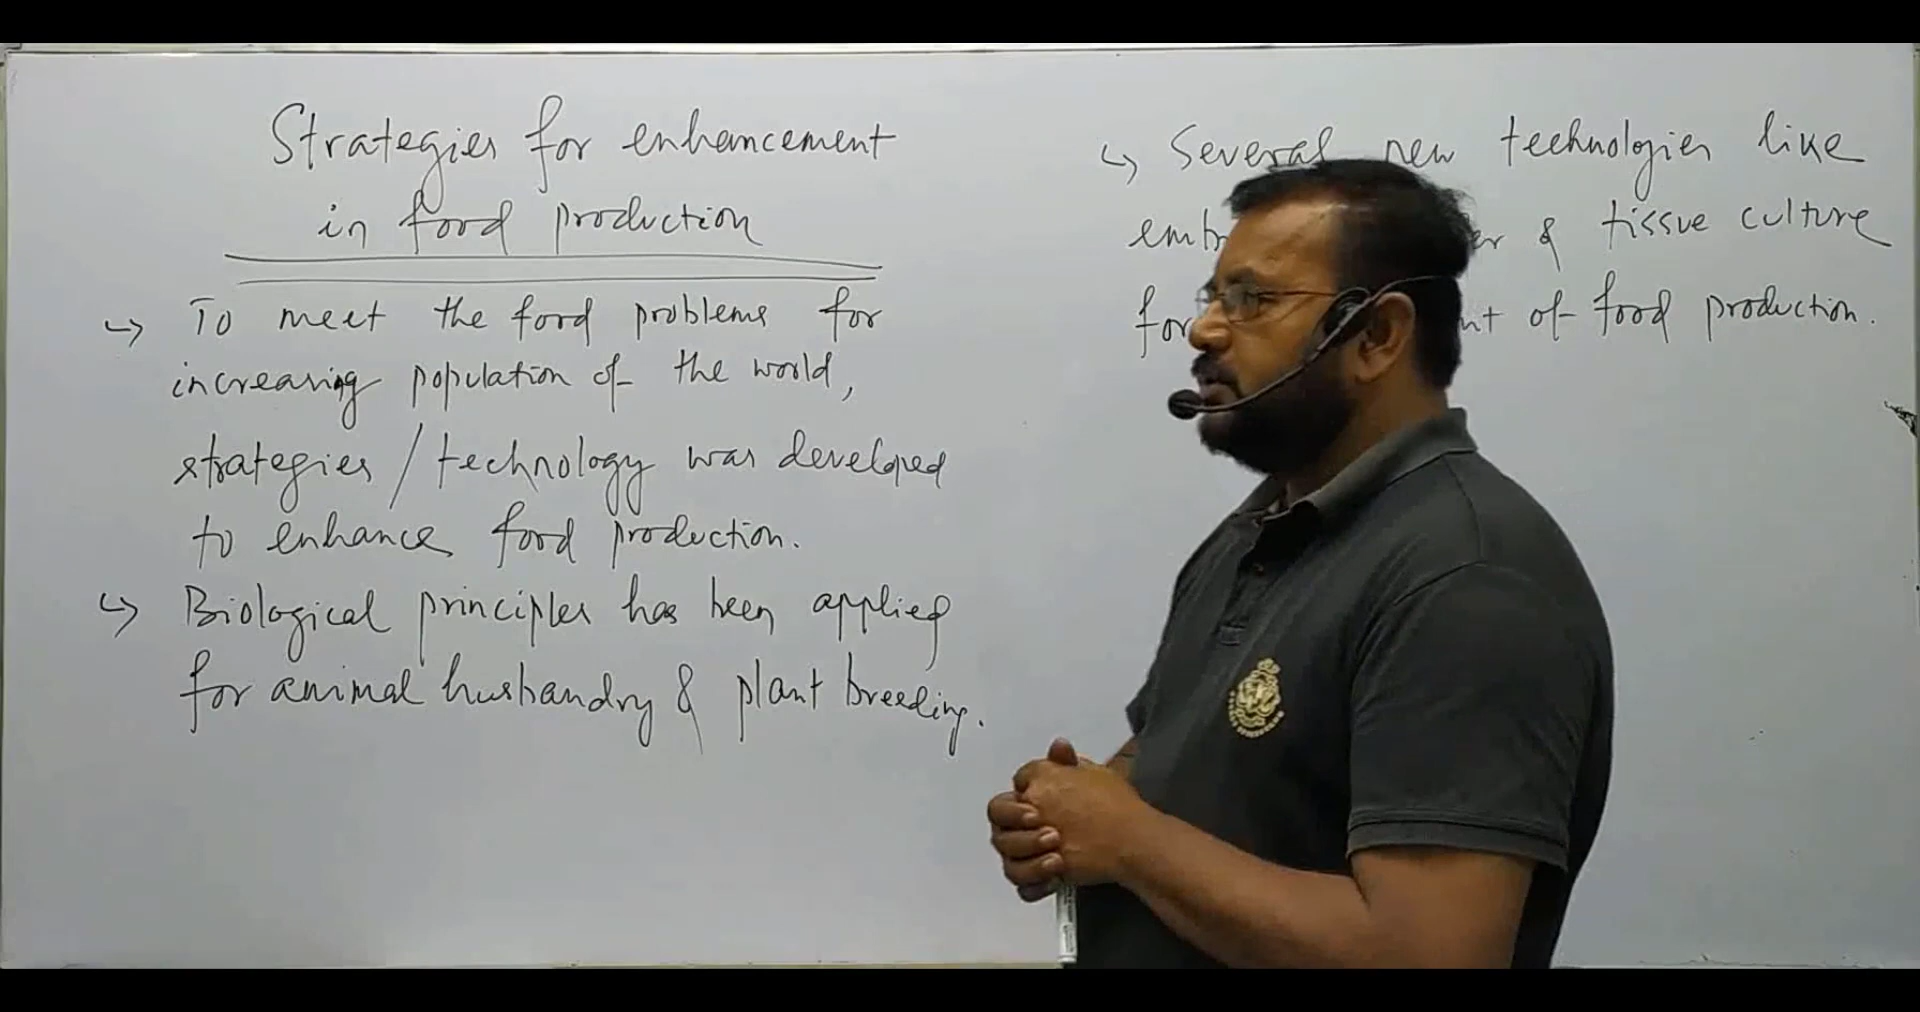 Strategies for enhancement
in food production
↳ To meet the food problems for
increasing population of the world,
strategies / technology was developed
to enhance food production.
↳ Biological principles has been applied
for animal husbandry & plant breeding.
↳ Several new technologies like
& tissue culture
for of food production.